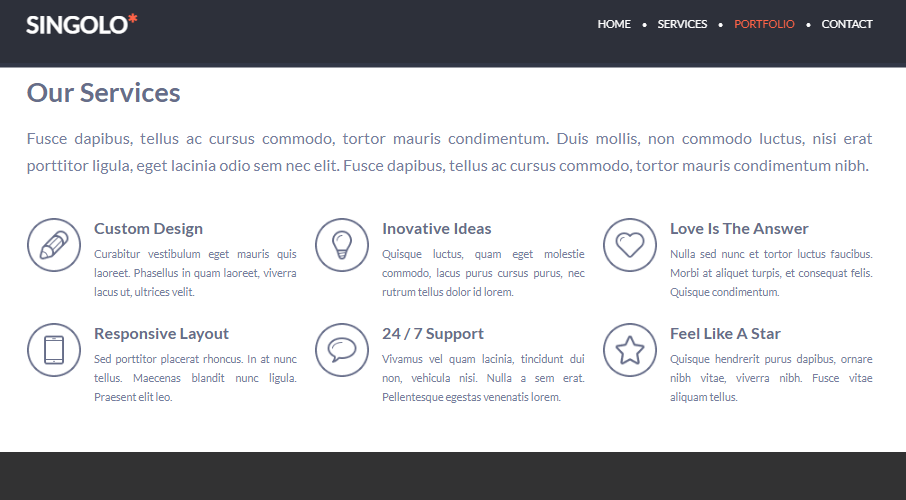 SINGOLO*
HOME • SERVICES • PORTFOLIO • CONTACT
Our Services
Fusce dapibus, tellus ac cursus commodo, tortor mauris condimentum. Duis mollis, non commodo luctus, nisi erat
porttitor ligula, eget lacinia odio sem nec elit. Fusce dapibus, tellus ac cursus commodo, tortor mauris condimentum nibh.
Custom Design
Curabitur vestibulum eget mauris quis
laoreet. Phasellus in quam laoreet, viverra
lacus ut, ultrices velit.
Inovative Ideas
Quisque luctus, quam eget molestie
commodo, lacus purus cursus purus, nec
rutrum tellus dolor id lorem.
Love Is The Answer
Nulla sed nunc et tortor luctus faucibus.
Morbi at aliquet turpis, et consequat felis.
Quisque condimentum.
Responsive Layout
Sed porttitor placerat rhoncus. In at nunc
tellus. Maecenas blandit nunc ligula.
Praesent elit leo.
24 / 7 Support
Vivamus vel quam lacinia, tincidunt dui
non, vehicula nisi. Nulla a sem erat.
Pellentesque egestas venenatis lorem.
Feel Like A Star
Quisque hendrerit purus dapibus, ornare
nibh vitae, viverra nibh. Fusce vitae
aliquam tellus.